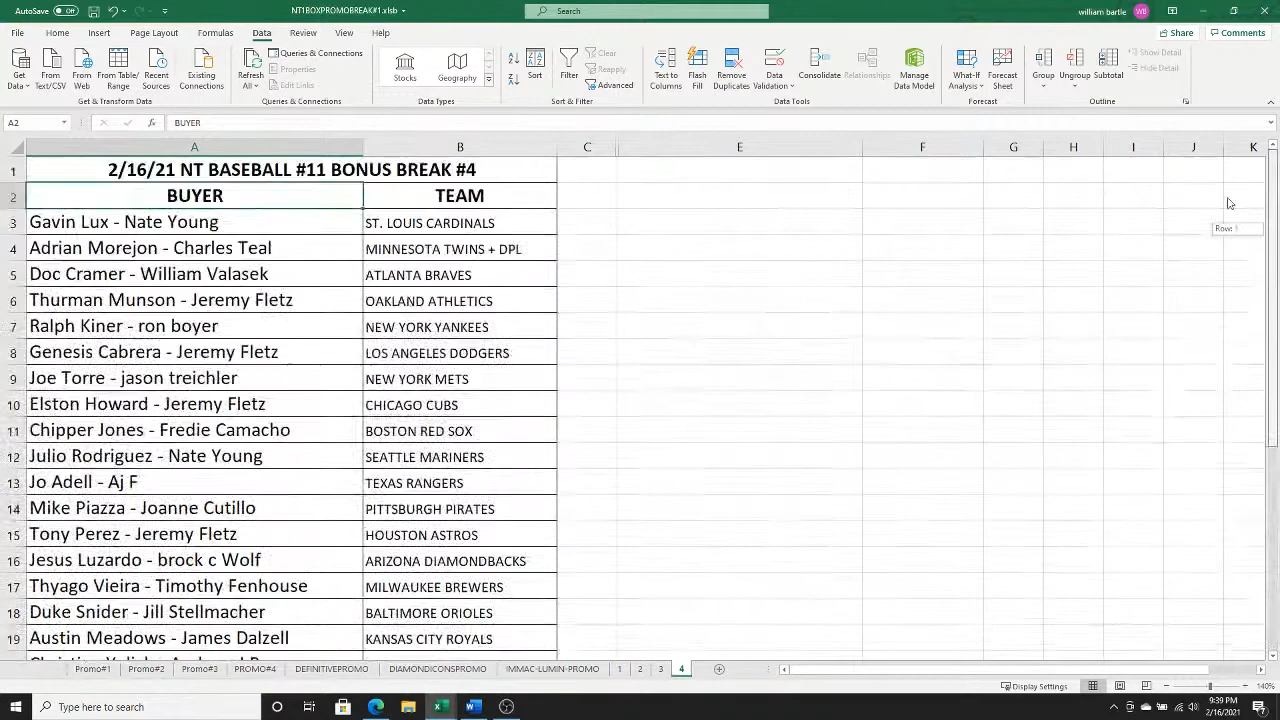 AutoSave Off NT1BOXPROMOBREAK#1.xlsb Search william bartle WB
File Home Insert Page Layout Formulas Data Review View Help Share Comments
Get Data From Text/CSV From Web From Table/Range Recent Sources Existing Connections
Get & Transform Data
Refresh All Queries & Connections Properties Edit Links
Queries & Connections
Stocks Geography
Data Types
Sort Filter Clear Reapply Advanced
Sort & Filter
Text to Columns Flash Fill Remove Duplicates Data Validation Consolidate Relationships Manage Data Model
Data Tools
What-If Analysis Forecast Sheet
Forecast
Group Ungroup Subtotal Show Detail Hide Detail
Outline
A2 fx BUYER
A B C E F G H I J K
1 2/16/21 NT BASEBALL #11 BONUS BREAK #4
2 BUYER TEAM
3 Gavin Lux - Nate Young ST. LOUIS CARDINALS
Row: 1
4 Adrian Morejon - Charles Teal MINNESOTA TWINS + DPL
5 Doc Cramer - William Valasek ATLANTA BRAVES
6 Thurman Munson - Jeremy Fletz OAKLAND ATHLETICS
7 Ralph Kiner - ron boyer NEW YORK YANKEES
8 Genesis Cabrera - Jeremy Fletz LOS ANGELES DODGERS
9 Joe Torre - jason treichler NEW YORK METS
10 Elston Howard - Jeremy Fletz CHICAGO CUBS
11 Chipper Jones - Fredie Camacho BOSTON RED SOX
12 Julio Rodriguez - Nate Young SEATTLE MARINERS
13 Jo Adell - Aj F TEXAS RANGERS
14 Mike Piazza - Joanne Cutillo PITTSBURGH PIRATES
15 Tony Perez - Jeremy Fletz HOUSTON ASTROS
16 Jesus Luzardo - brock c Wolf ARIZONA DIAMONDBACKS
17 Thyago Vieira - Timothy Fenhouse MILWAUKEE BREWERS
18 Duke Snider - Jill Stellmacher BALTIMORE ORIOLES
19 Austin Meadows - James Dalzell KANSAS CITY ROYALS
Promo#1 Promo#2 Promo#3 PROMO#4 DEFINITIVEPROMO DIAMONDICONSPROMO !MMAC-LUMIN-PROMO 1 2 3 4
Display Settings 140%
Type here to search
9:39 PM
2/16/2021